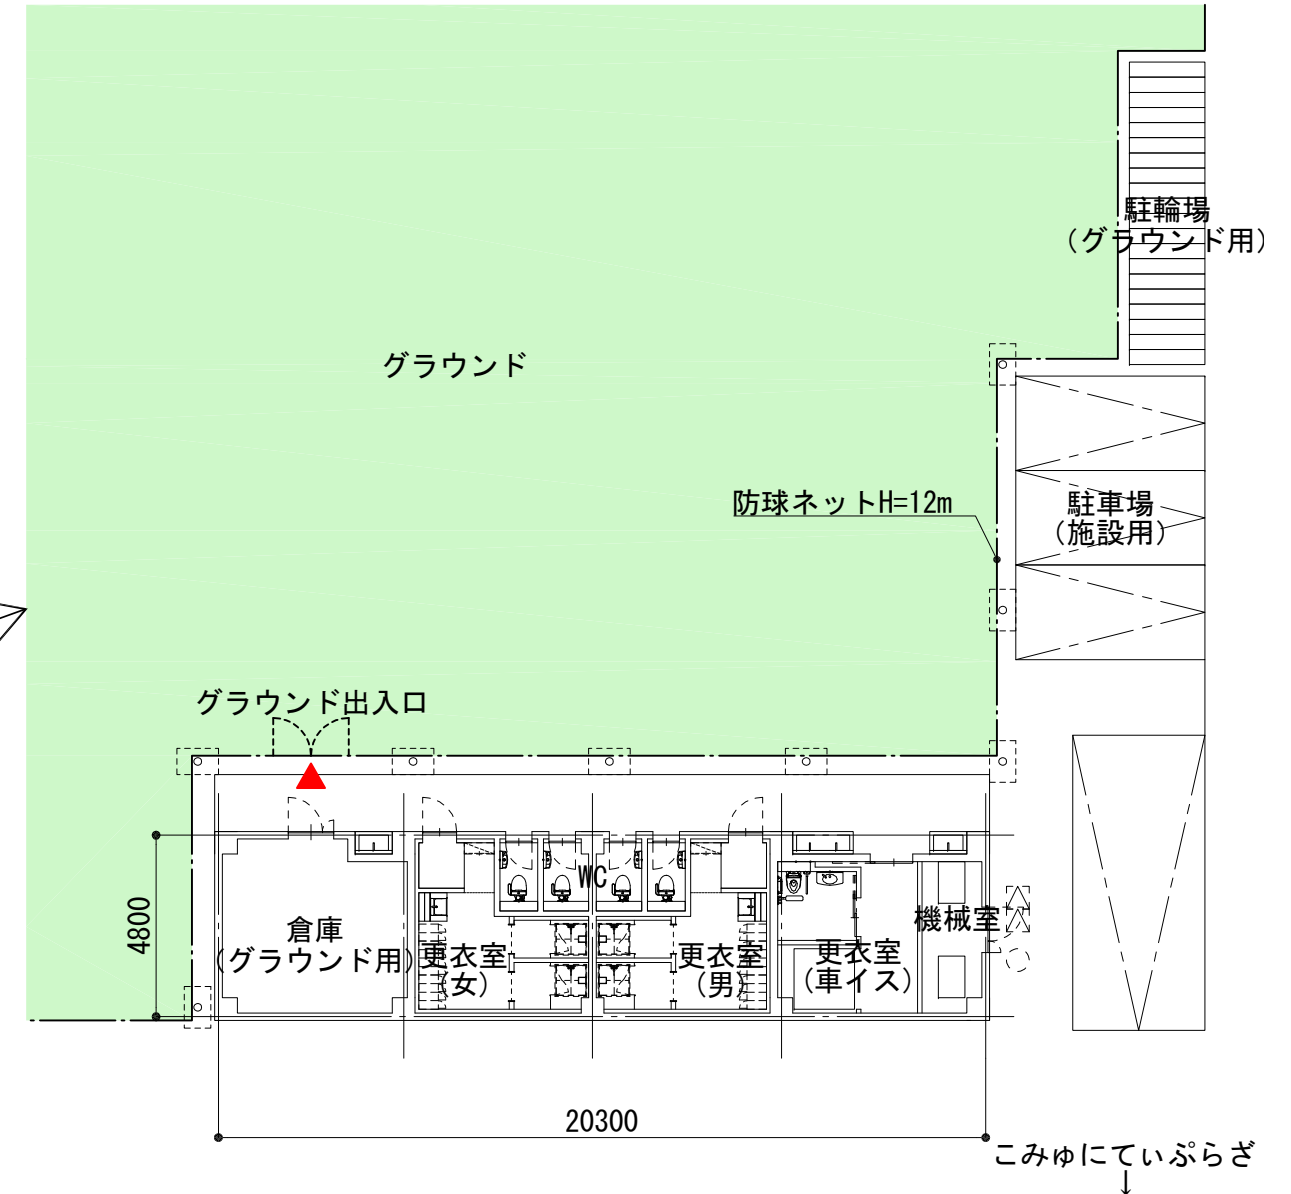 駐輪場
(グラウンド用)
グラウンド
防球ネットH=12m
駐車場
(施設用)
グラウンド出入口
WC
4800
倉庫
(グラウンド用)
更衣室
(女)
更衣室
(男)
更衣室
(車イス)
機械室
20300
こみゅにてぃぷらざ
↓